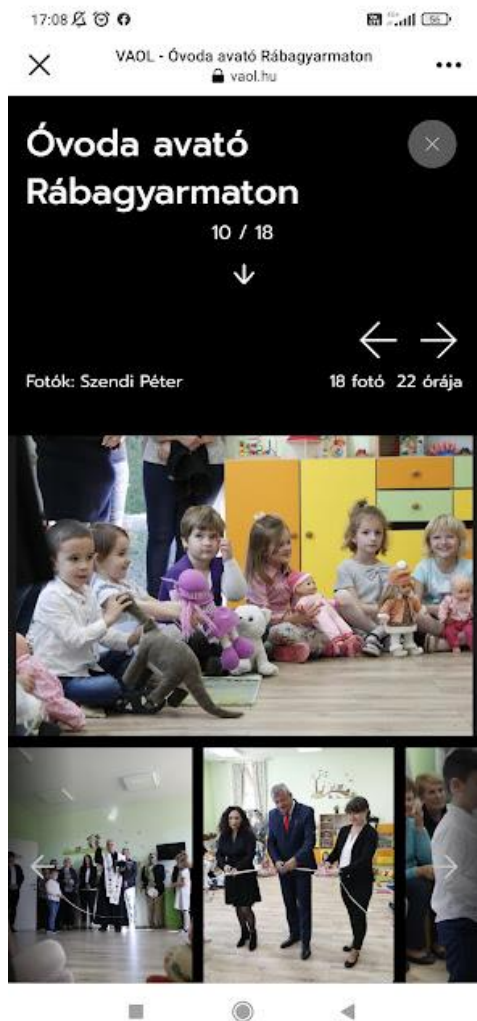 17:08
56
VAOL - Óvoda avató Rábagyarmaton
vaol.hu
Óvoda avató
Rábagyarmaton
10 / 18
Fotók: Szendi Péter
18 fotó 22 órája